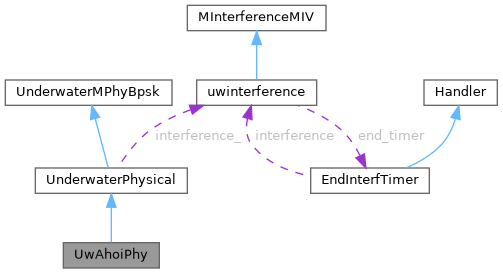 MInterferenceMIV
UnderwaterMPhyBpsk
uwinterference
Handler
interference_
interference
end_timer
UnderwaterPhysical
EndInterfTimer
UwAhoiPhy